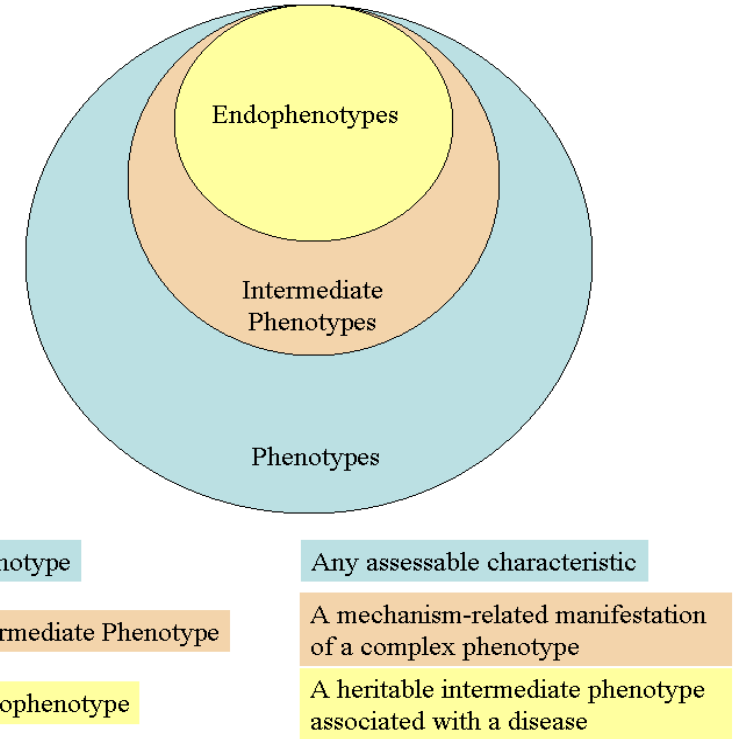 Endophenotypes
Intermediate
Phenotypes
Phenotypes
notype
Any assessable characteristic
rmediate Phenotype
A mechanism-related manifestation
of a complex phenotype
ophenotype
A heritable intermediate phenotype
associated with a disease